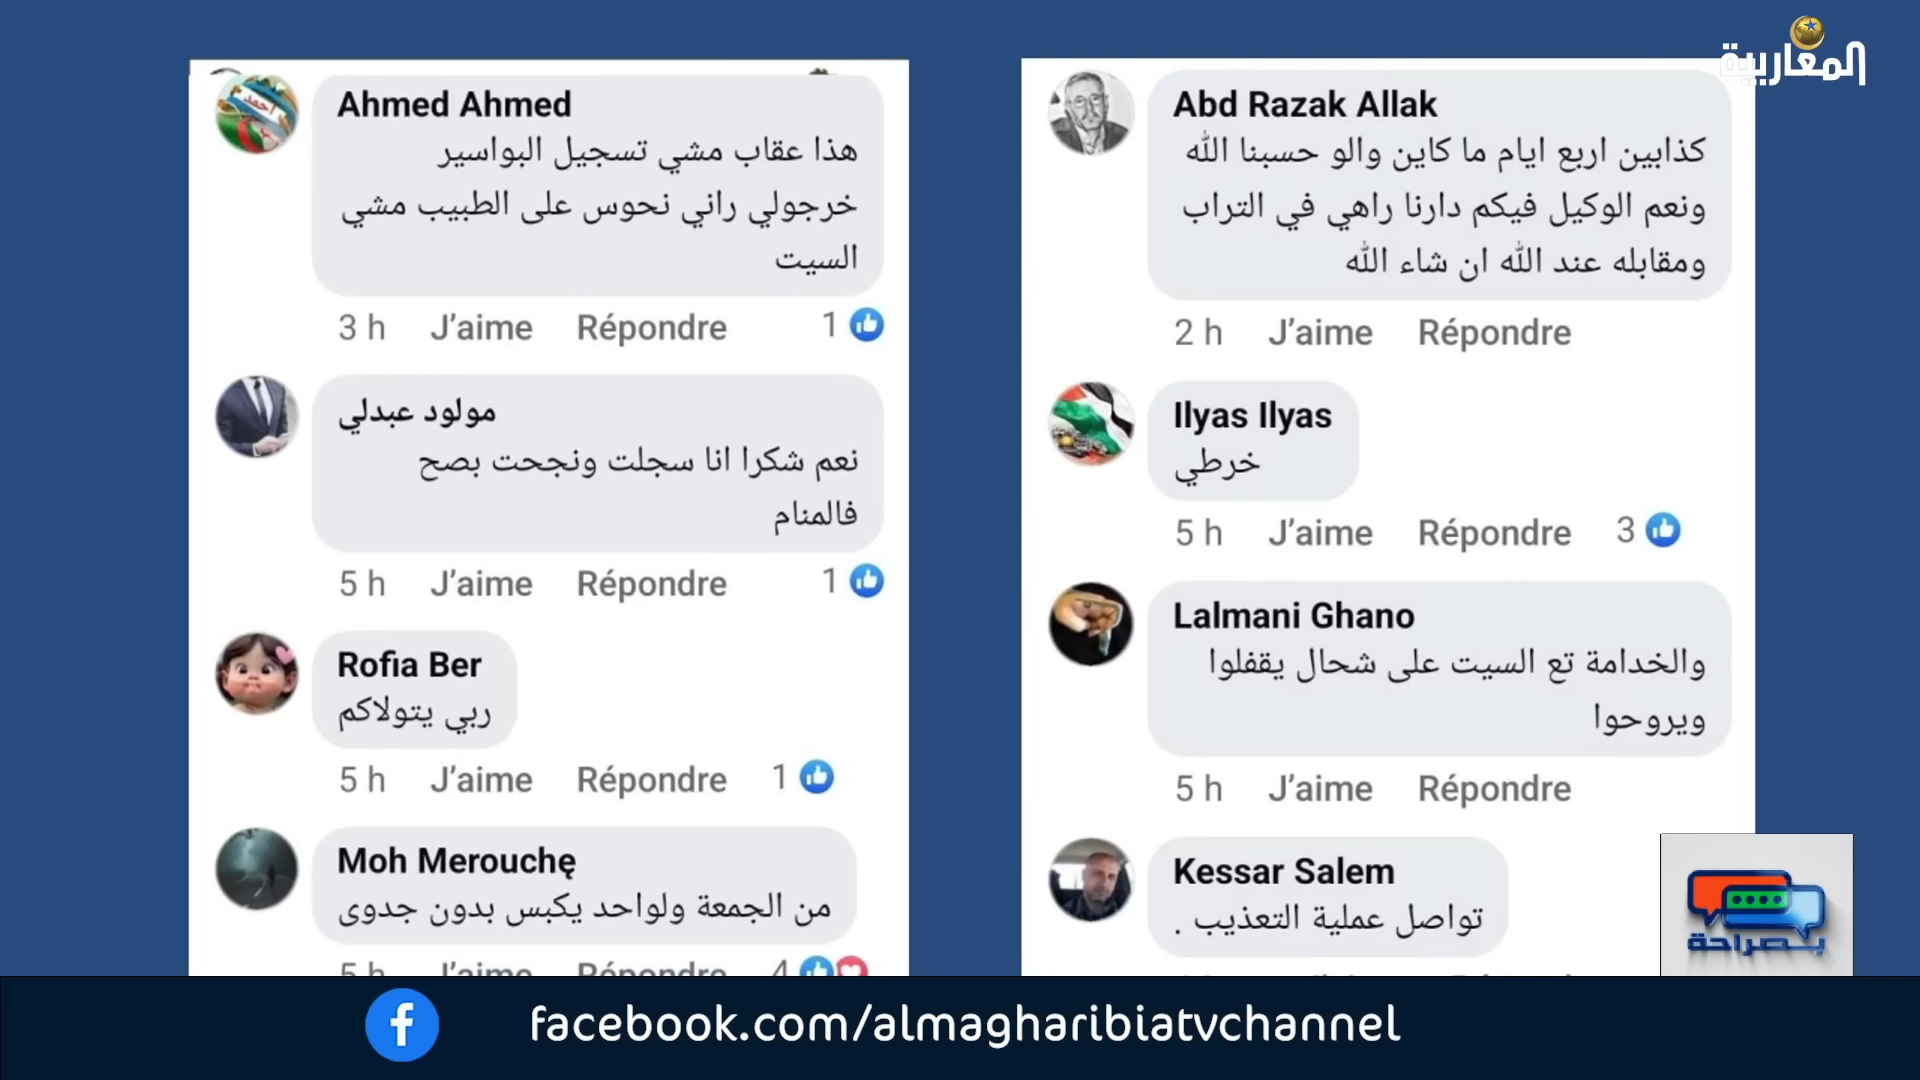 المغاربية
Ahmed Ahmed
هذا عقاب مشي تسجيل البواسير
خرجولي راني نحوس على الطبيب مشي
السيت
3 h J’aime Répondre 1
مولود عبدلي
نعم شكرا انا سجلت ونجحت بصح
فالمنام
5 h J’aime Répondre 1
Rofia Ber
ربي يتولاكم
5 h J’aime Répondre 1
Moh Merouchę
من الجمعة ولواحد يكبس بدون جدوى
5 h J’aime Répondre 4
Abd Razak Allak
كذابين اربع ايام ما كاين والو حسبنا الله
ونعم الوكيل فيكم دارنا راهي في التراب
ومقابله عند الله ان شاء الله
2 h J’aime Répondre
Ilyas Ilyas
خرطي
5 h J’aime Répondre 3
Lalmani Ghano
والخدامة تع السيت على شحال يقفلوا
ويروحوا
5 h J’aime Répondre
Kessar Salem
تواصل عملية التعذيب .
بصراحة
facebook.com/almagharibiatvchannel